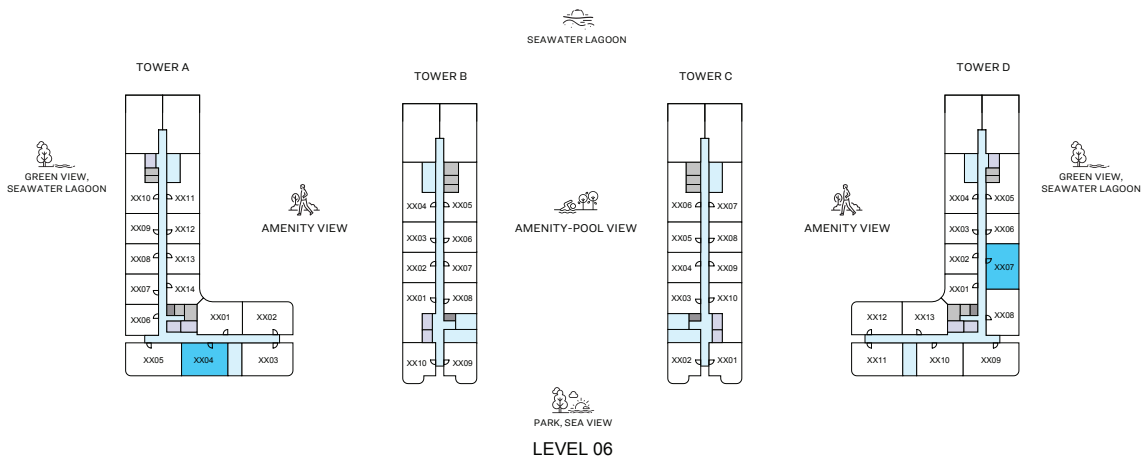 SEAWATER LAGOON
TOWER A
TOWER B
TOWER C
TOWER D
GREEN VIEW,
SEAWATER LAGOON
AMENITY VIEW
AMENITY-POOL VIEW
AMENITY VIEW
GREEN VIEW,
SEAWATER LAGOON
XX10 XX11
XX09 XX12
XX08 XX13
XX07 XX14
XX06 XX01 XX02
XX05 XX04 XX03
XX04 XX05
XX03 XX06
XX02 XX07
XX01 XX08
XX10 XX09
XX06 XX07
XX05 XX08
XX04 XX09
XX03 XX10
XX02 XX01
XX04 XX05
XX03 XX06
XX02 XX07
XX01
XX12 XX13 XX08
XX11 XX10 XX09
PARK, SEA VIEW
LEVEL 06